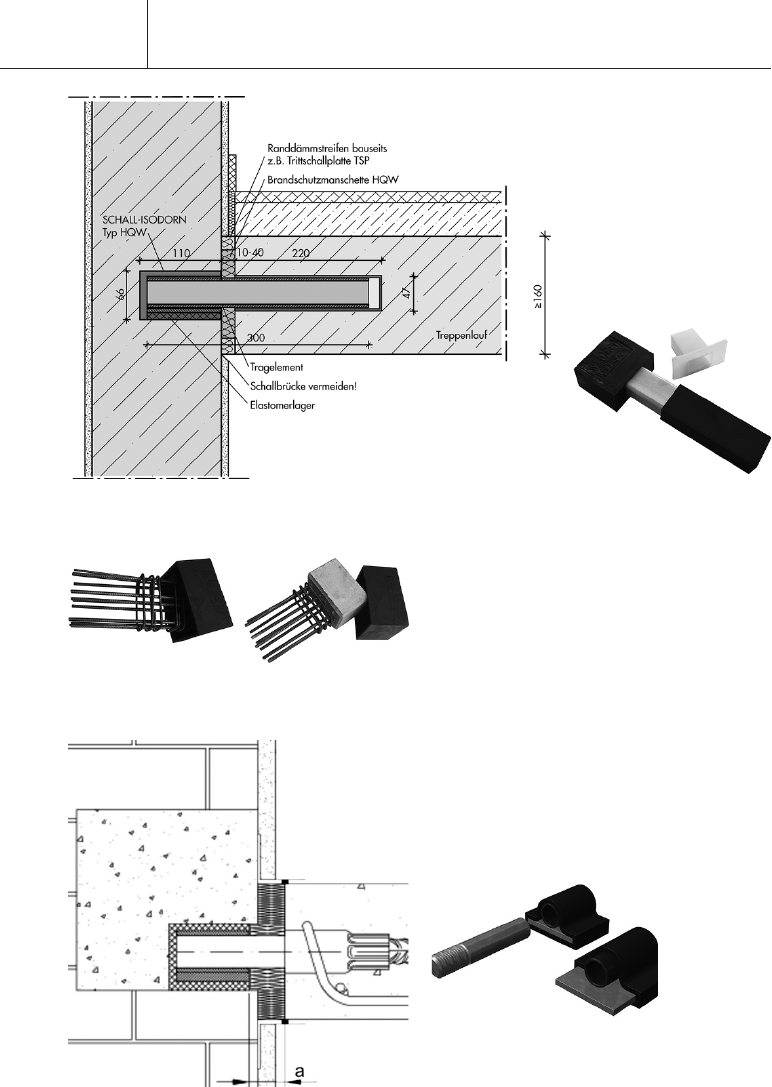 Randdämmstreifen bauseits
z.B. Trittschallplatte TSP
Brandschutzmanschette HQW
SCHALL-ISODORN
Typ HQW
110
10-40
220
66
47
≥160
300
Treppenlauf
Tragelement
Schallbrücke vermeiden!
Elastomerlager
a